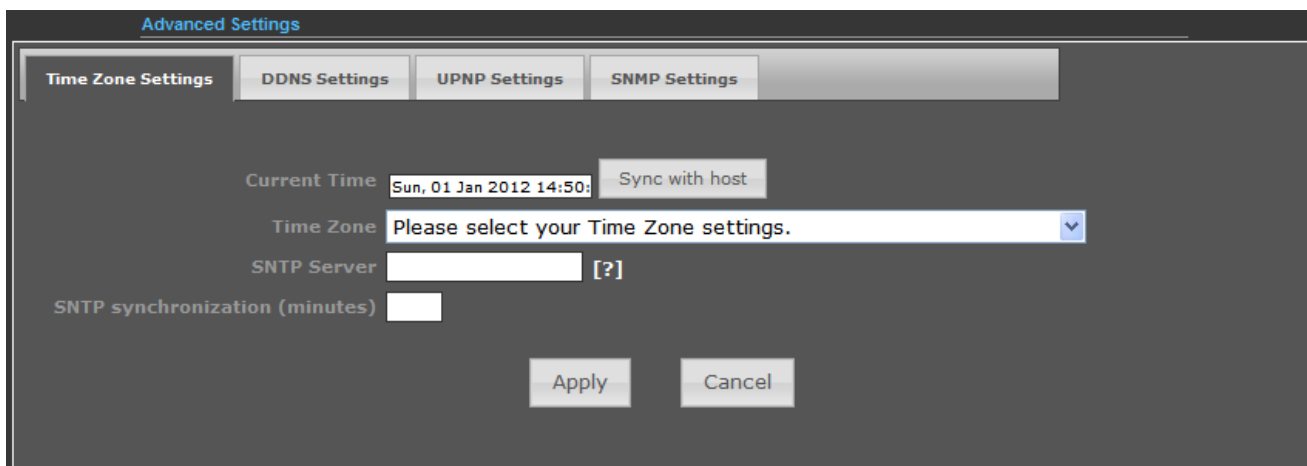 Advanced Settings
Time Zone Settings DDNS Settings UPNP Settings SNMP Settings
Current Time Sun, 01 Jan 2012 14:50: Sync with host
Time Zone Please select your Time Zone settings.
SNTP Server [?]
SNTP synchronization (minutes)
Apply Cancel